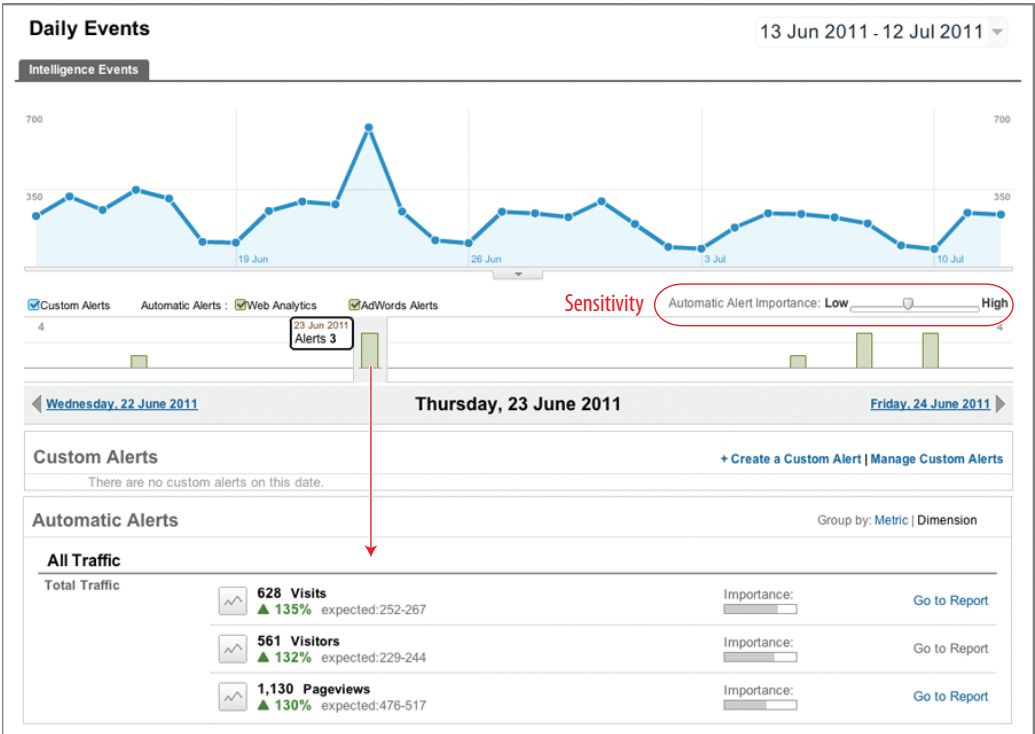 Daily Events
13 Jun 2011 - 12 Jul 2011
Intelligence Events
700
700
350
350
19 Jun
26 Jun
3 Jul
10 Jul
Custom Alerts
Automatic Alerts :
Web Analytics
AdWords Alerts
Sensitivity
Automatic Alert Importance: Low
High
4
4
23 Jun 2011
Alerts 3
Wednesday, 22 June 2011
Thursday, 23 June 2011
Friday, 24 June 2011
Custom Alerts
+ Create a Custom Alert | Manage Custom Alerts
There are no custom alerts on this date.
Automatic Alerts
Group by: Metric | Dimension
All Traffic
Total Traffic
628 Visits
135% expected:252-267
Importance:
Go to Report
561 Visitors
132% expected:229-244
Importance:
Go to Report
1,130 Pageviews
130% expected:476-517
Importance:
Go to Report